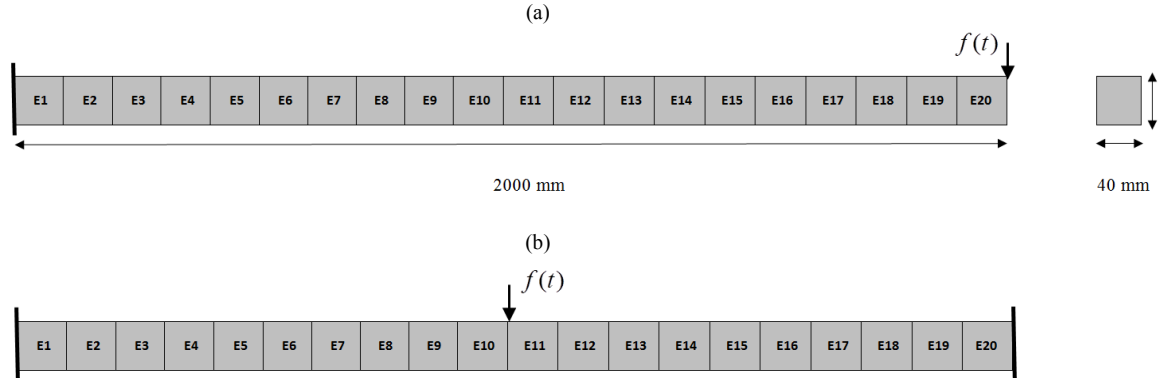 (a)
f(t)
E1 E2 E3 E4 E5 E6 E7 E8 E9 E10 E11 E12 E13 E14 E15 E16 E17 E18 E19 E20
2000 mm
40 mm
(b)
f(t)
E1 E2 E3 E4 E5 E6 E7 E8 E9 E10 E11 E12 E13 E14 E15 E16 E17 E18 E19 E20